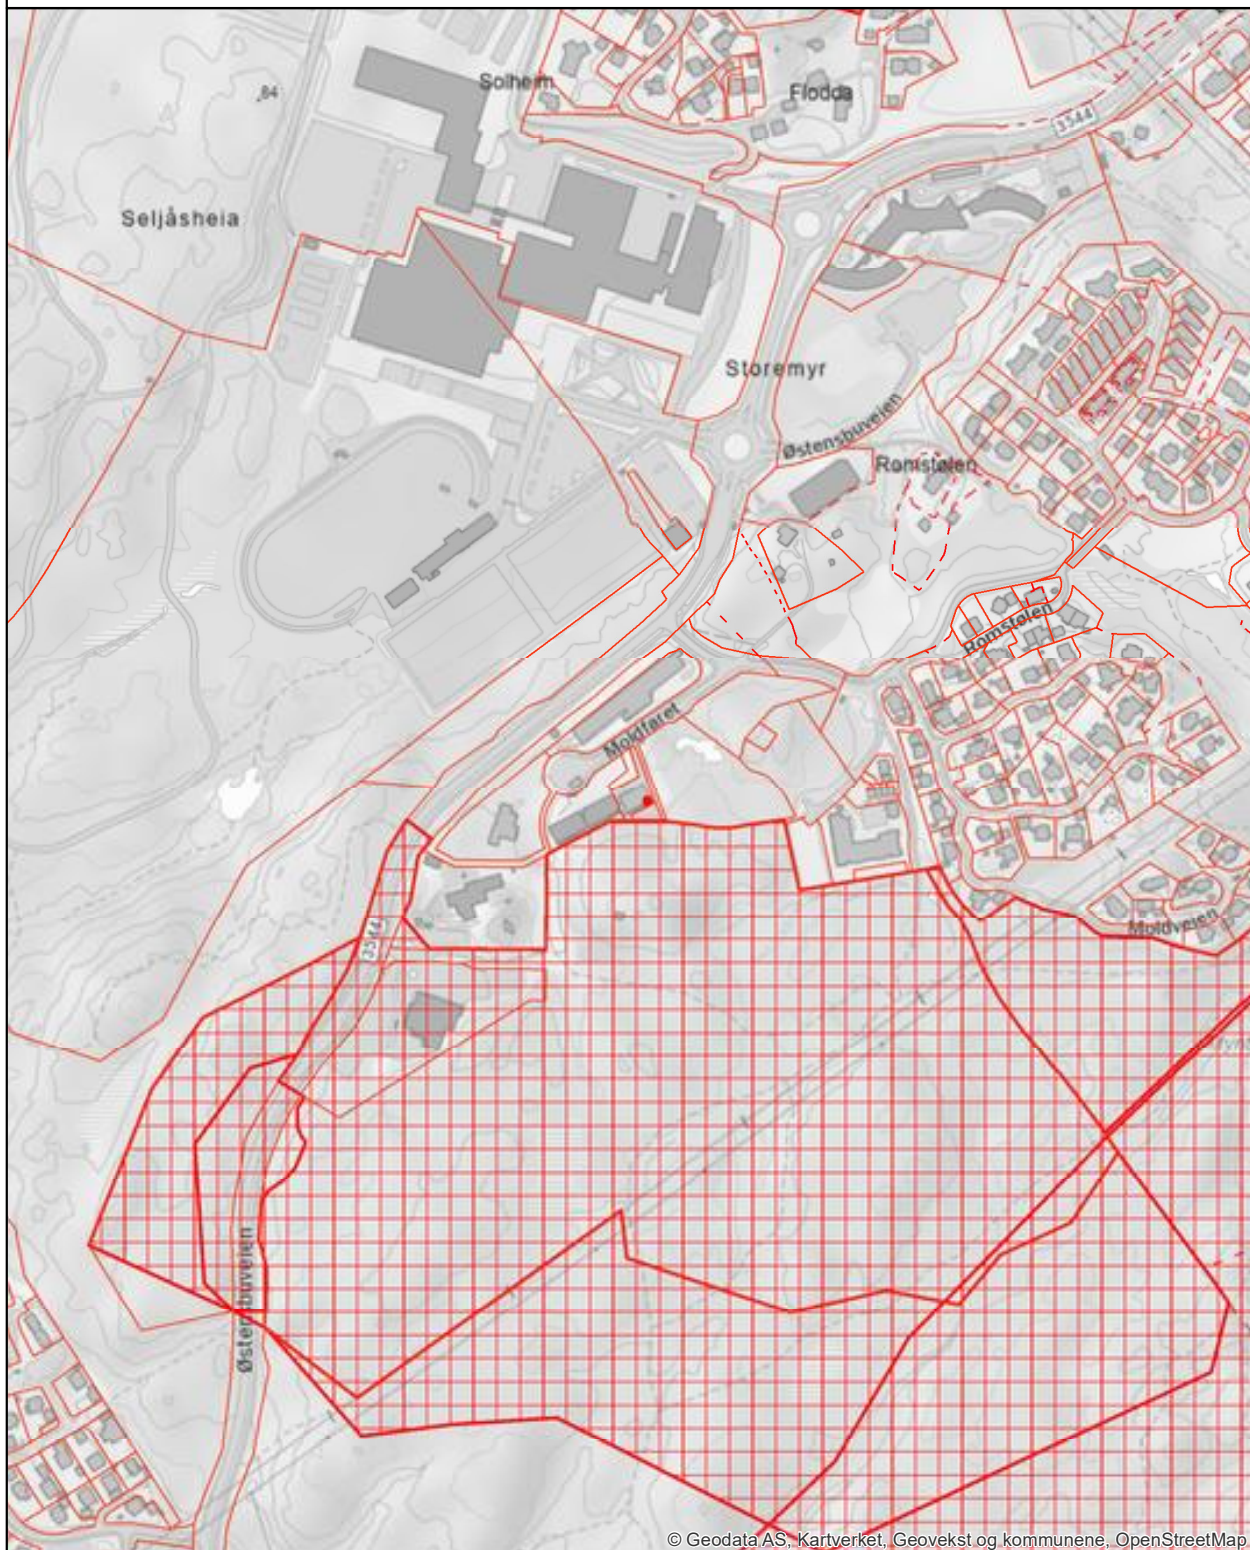 Solheim
Flodda
84
3544
Seljåsheia
Storemyr
Østensbuveien
Romstølen
Romstølen
Moldføret
Moldveien
3544
Østensbuveien
© Geodata AS, Kartverket, Geovekst og kommunene, OpenStreetMap